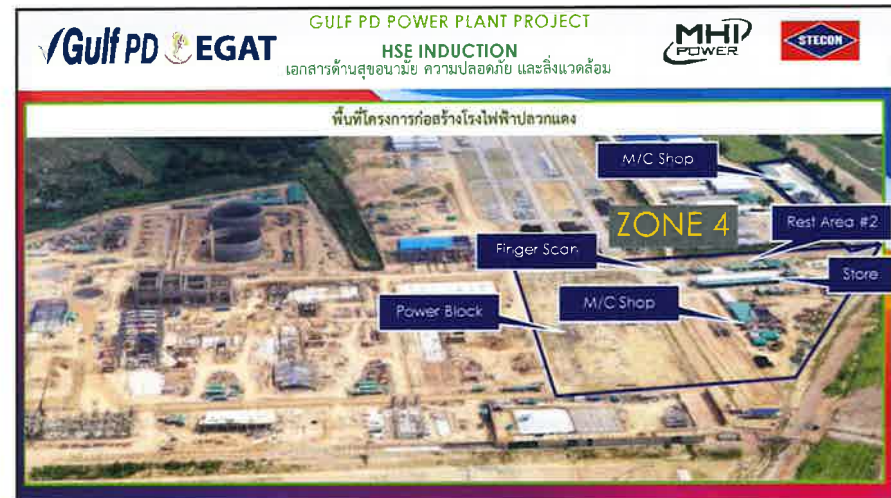 Gulf PD
EGAT
GULF PD POWER PLANT PROJECT
HSE INDUCTION
เอกสารด้านสุขอนามัย ความปลอดภัย และสิ่งแวดล้อม
MHI
POWER
STECON
พื้นที่โครงการก่อสร้างโรงไฟฟ้าปลวกแดง
M/C Shop
ZONE 4
Rest Area #2
Finger Scan
Store
M/C Shop
Power Block